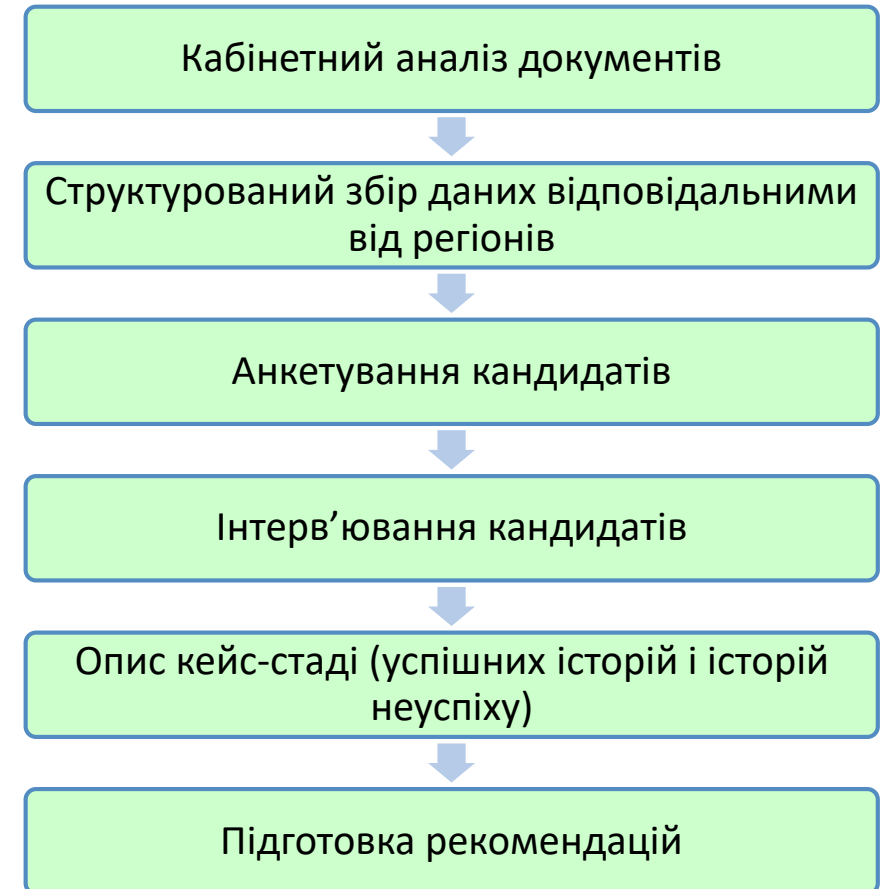 Кабінетний аналіз документів
Структурований збір даних відповідальними
від регіонів
Анкетування кандидатів
Інтерв’ювання кандидатів
Опис кейс-стаді (успішних історій і історій
неуспіху)
Підготовка рекомендацій